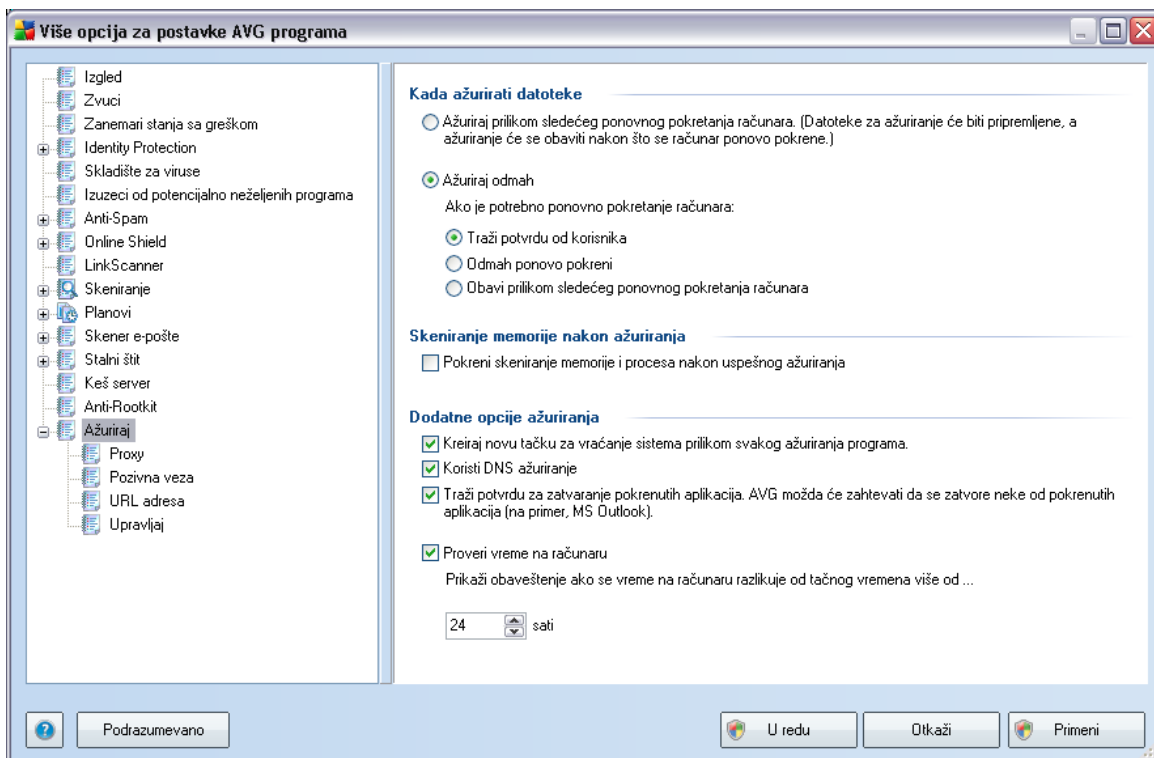 Više opcija za postavke AVG programa
Izgled
Zvuci
Zanemari stanja sa greškom
Identity Protection
Skladište za viruse
Izuzeci od potencijalno neželjenih programa
Anti-Spam
Online Shield
LinkScanner
Skeniranje
Planovi
Skener e-pošte
Stalni štit
Keš server
Anti-Rootkit
Ažuriraj
Proxy
Pozivna veza
URL adresa
Upravljaj
Kada ažurirati datoteke
Ažuriraj prilikom sledećeg ponovnog pokretanja računara. (Datoteke za ažuriranje će biti pripremljene, a
ažuriranje će se obaviti nakon što se računar ponovo pokrene.)
Ažuriraj odmah
Ako je potrebno ponovno pokretanje računara:
Traži potvrdu od korisnika
Odmah ponovo pokreni
Obavi prilikom sledećeg ponovnog pokretanja računara
Skeniranje memorije nakon ažuriranja
Pokreni skeniranje memorije i procesa nakon uspešnog ažuriranja
Dodatne opcije ažuriranja
Kreiraj novu tačku za vraćanje sistema prilikom svakog ažuriranja programa.
Koristi DNS ažuriranje
Traži potvrdu za zatvaranje pokrenutih aplikacija. AVG možda će zahtevati da se zatvore neke od pokrenutih
aplikacija (na primer, MS Outlook).
Proveri vreme na računaru
Prikaži obaveštenje ako se vreme na računaru razlikuje od tačnog vremena više od ...
24 sati
? Podrazumevano U redu Otkaži Primeni